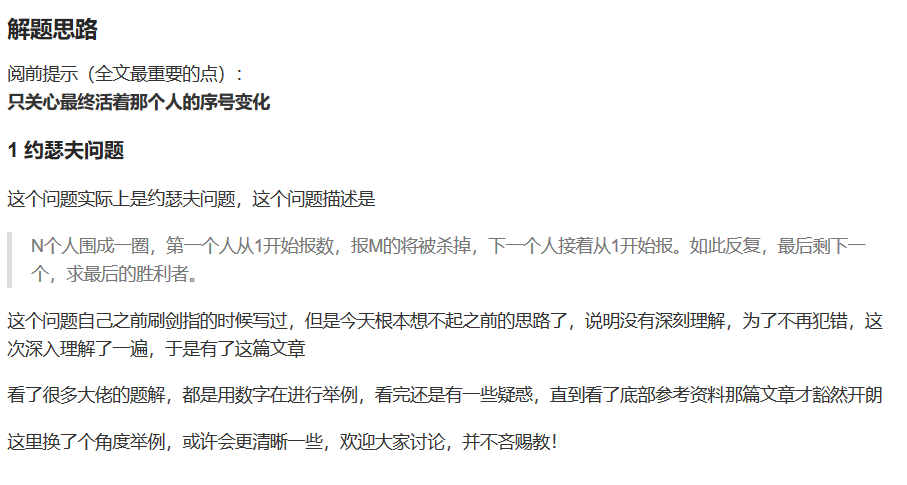 解题思路
阅前提示（全文最重要的点）：
只关心最终活着那个人的序号变化
1 约瑟夫问题
这个问题实际上是约瑟夫问题，这个问题描述是
N个人围成一圈，第一个人从1开始报数，报M的将被杀掉，下一个人接着从1开始报。如此反复，最后剩下一
个，求最后的胜利者。
这个问题自己之前刷剑指的时候写过，但是今天根本想不起之前的思路了，说明没有深刻理解，为了不再犯错，这
次深入理解了一遍，于是有了这篇文章
看了很多大佬的题解，都是用数字在进行举例，看完还是有一些疑惑，直到看了底部参考资料那篇文章才豁然开朗
这里换了个角度举例，或许会更清晰一些，欢迎大家讨论，并不吝赐教！